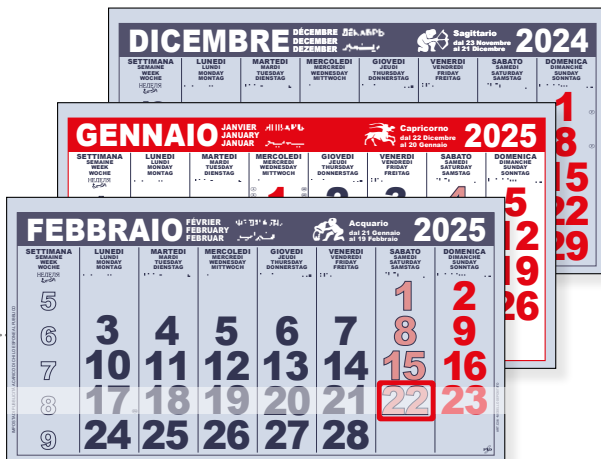 DICEMBRE DÉCEMBRE ДЕКАБРЬ
DECEMBER
DEZEMBER
Sagittario
dal 23 Novembre
al 21 Dicembre
2024
SETTIMANA LUNEDI MARTEDI MERCOLEDI GIOVEDI VENERDI SABATO DOMENICA
SEMAINE LUNDI MARDI MERCREDI JEUDI VENDREDI SAMEDI DIMANCHE
WEEK MONDAY TUESDAY WEDNESDAY THURSDAY FRIDAY SATURDAY SUNDAY
WOCHE MONTAG DIENSTAG MITTWOCH DONNERSTAG FREITAG SAMSTAG SONNTAG
НЕДЕЛЯ
1
8
15
22
29
GENNAIO JANVIER
JANUARY
JANUAR
Capricorno
dal 22 Dicembre
al 20 Gennaio
2025
SETTIMANA LUNEDI MARTEDI MERCOLEDI GIOVEDI VENERDI SABATO DOMENICA
SEMAINE LUNDI MARDI MERCREDI JEUDI VENDREDI SAMEDI DIMANCHE
WEEK MONDAY TUESDAY WEDNESDAY THURSDAY FRIDAY SATURDAY SUNDAY
WOCHE MONTAG DIENSTAG MITTWOCH DONNERSTAG FREITAG SAMSTAG SONNTAG
НЕДЕЛЯ
1 2 3 4 5
12
19
26
FEBBRAIO FÉVRIER
FEBRUARY
FEBRUAR
Acquario
dal 21 Gennaio
al 19 Febbraio
2025
SETTIMANA LUNEDI MARTEDI MERCOLEDI GIOVEDI VENERDI SABATO DOMENICA
SEMAINE LUNDI MARDI MERCREDI JEUDI VENDREDI SAMEDI DIMANCHE
WEEK MONDAY TUESDAY WEDNESDAY THURSDAY FRIDAY SATURDAY SUNDAY
WOCHE MONTAG DIENSTAG MITTWOCH DONNERSTAG FREITAG SAMSTAG SONNTAG
НЕДЕЛЯ
5 1 2
6 3 4 5 6 7 8 9
7 10 11 12 13 14 15 16
8 17 18 19 20 21 22 23
9 24 25 26 27 28